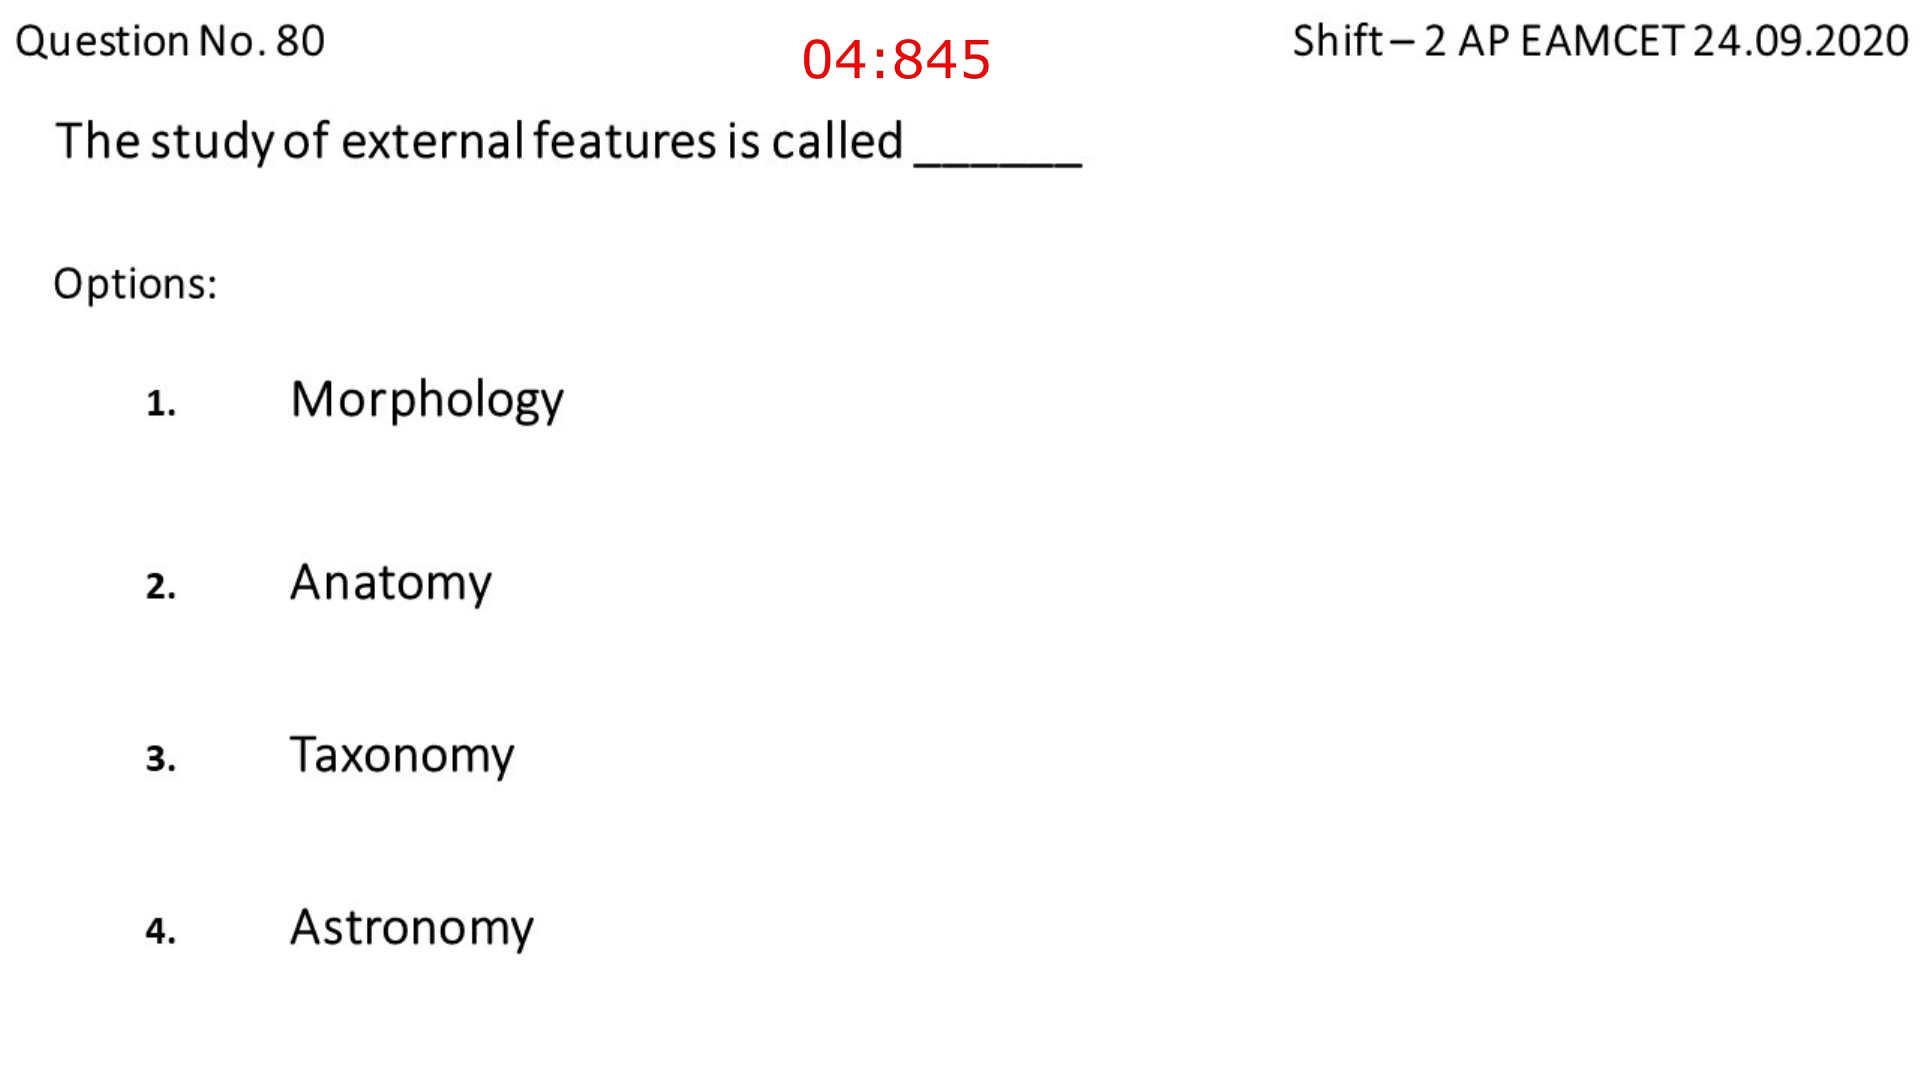 Question No. 80
04:845
Shift – 2 AP EAMCET 24.09.2020
The study of external features is called ______
Options:
1. Morphology
2. Anatomy
3. Taxonomy
4. Astronomy